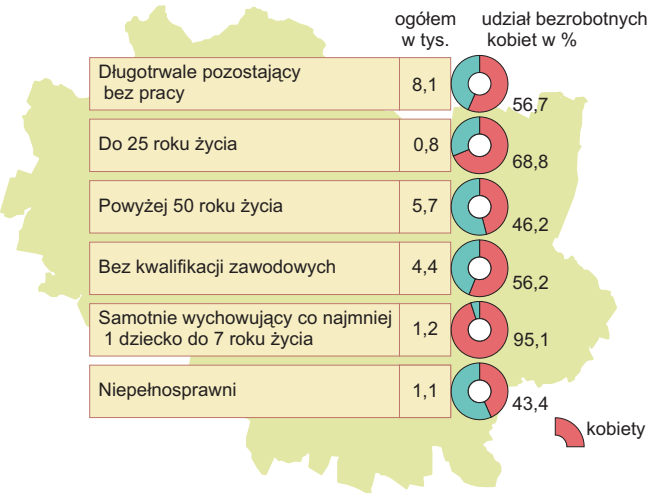 ogółem udział bezrobotnych
w tys. kobiet w %
Długotrwale pozostający
bez pracy
8,1
56,7
Do 25 roku życia 0,8
68,8
Powyżej 50 roku życia 5,7
46,2
Bez kwalifikacji zawodowych 4,4
56,2
Samotnie wychowujący co najmniej
1 dziecko do 7 roku życia
1,2
95,1
Niepełnosprawni 1,1
43,4
kobiety